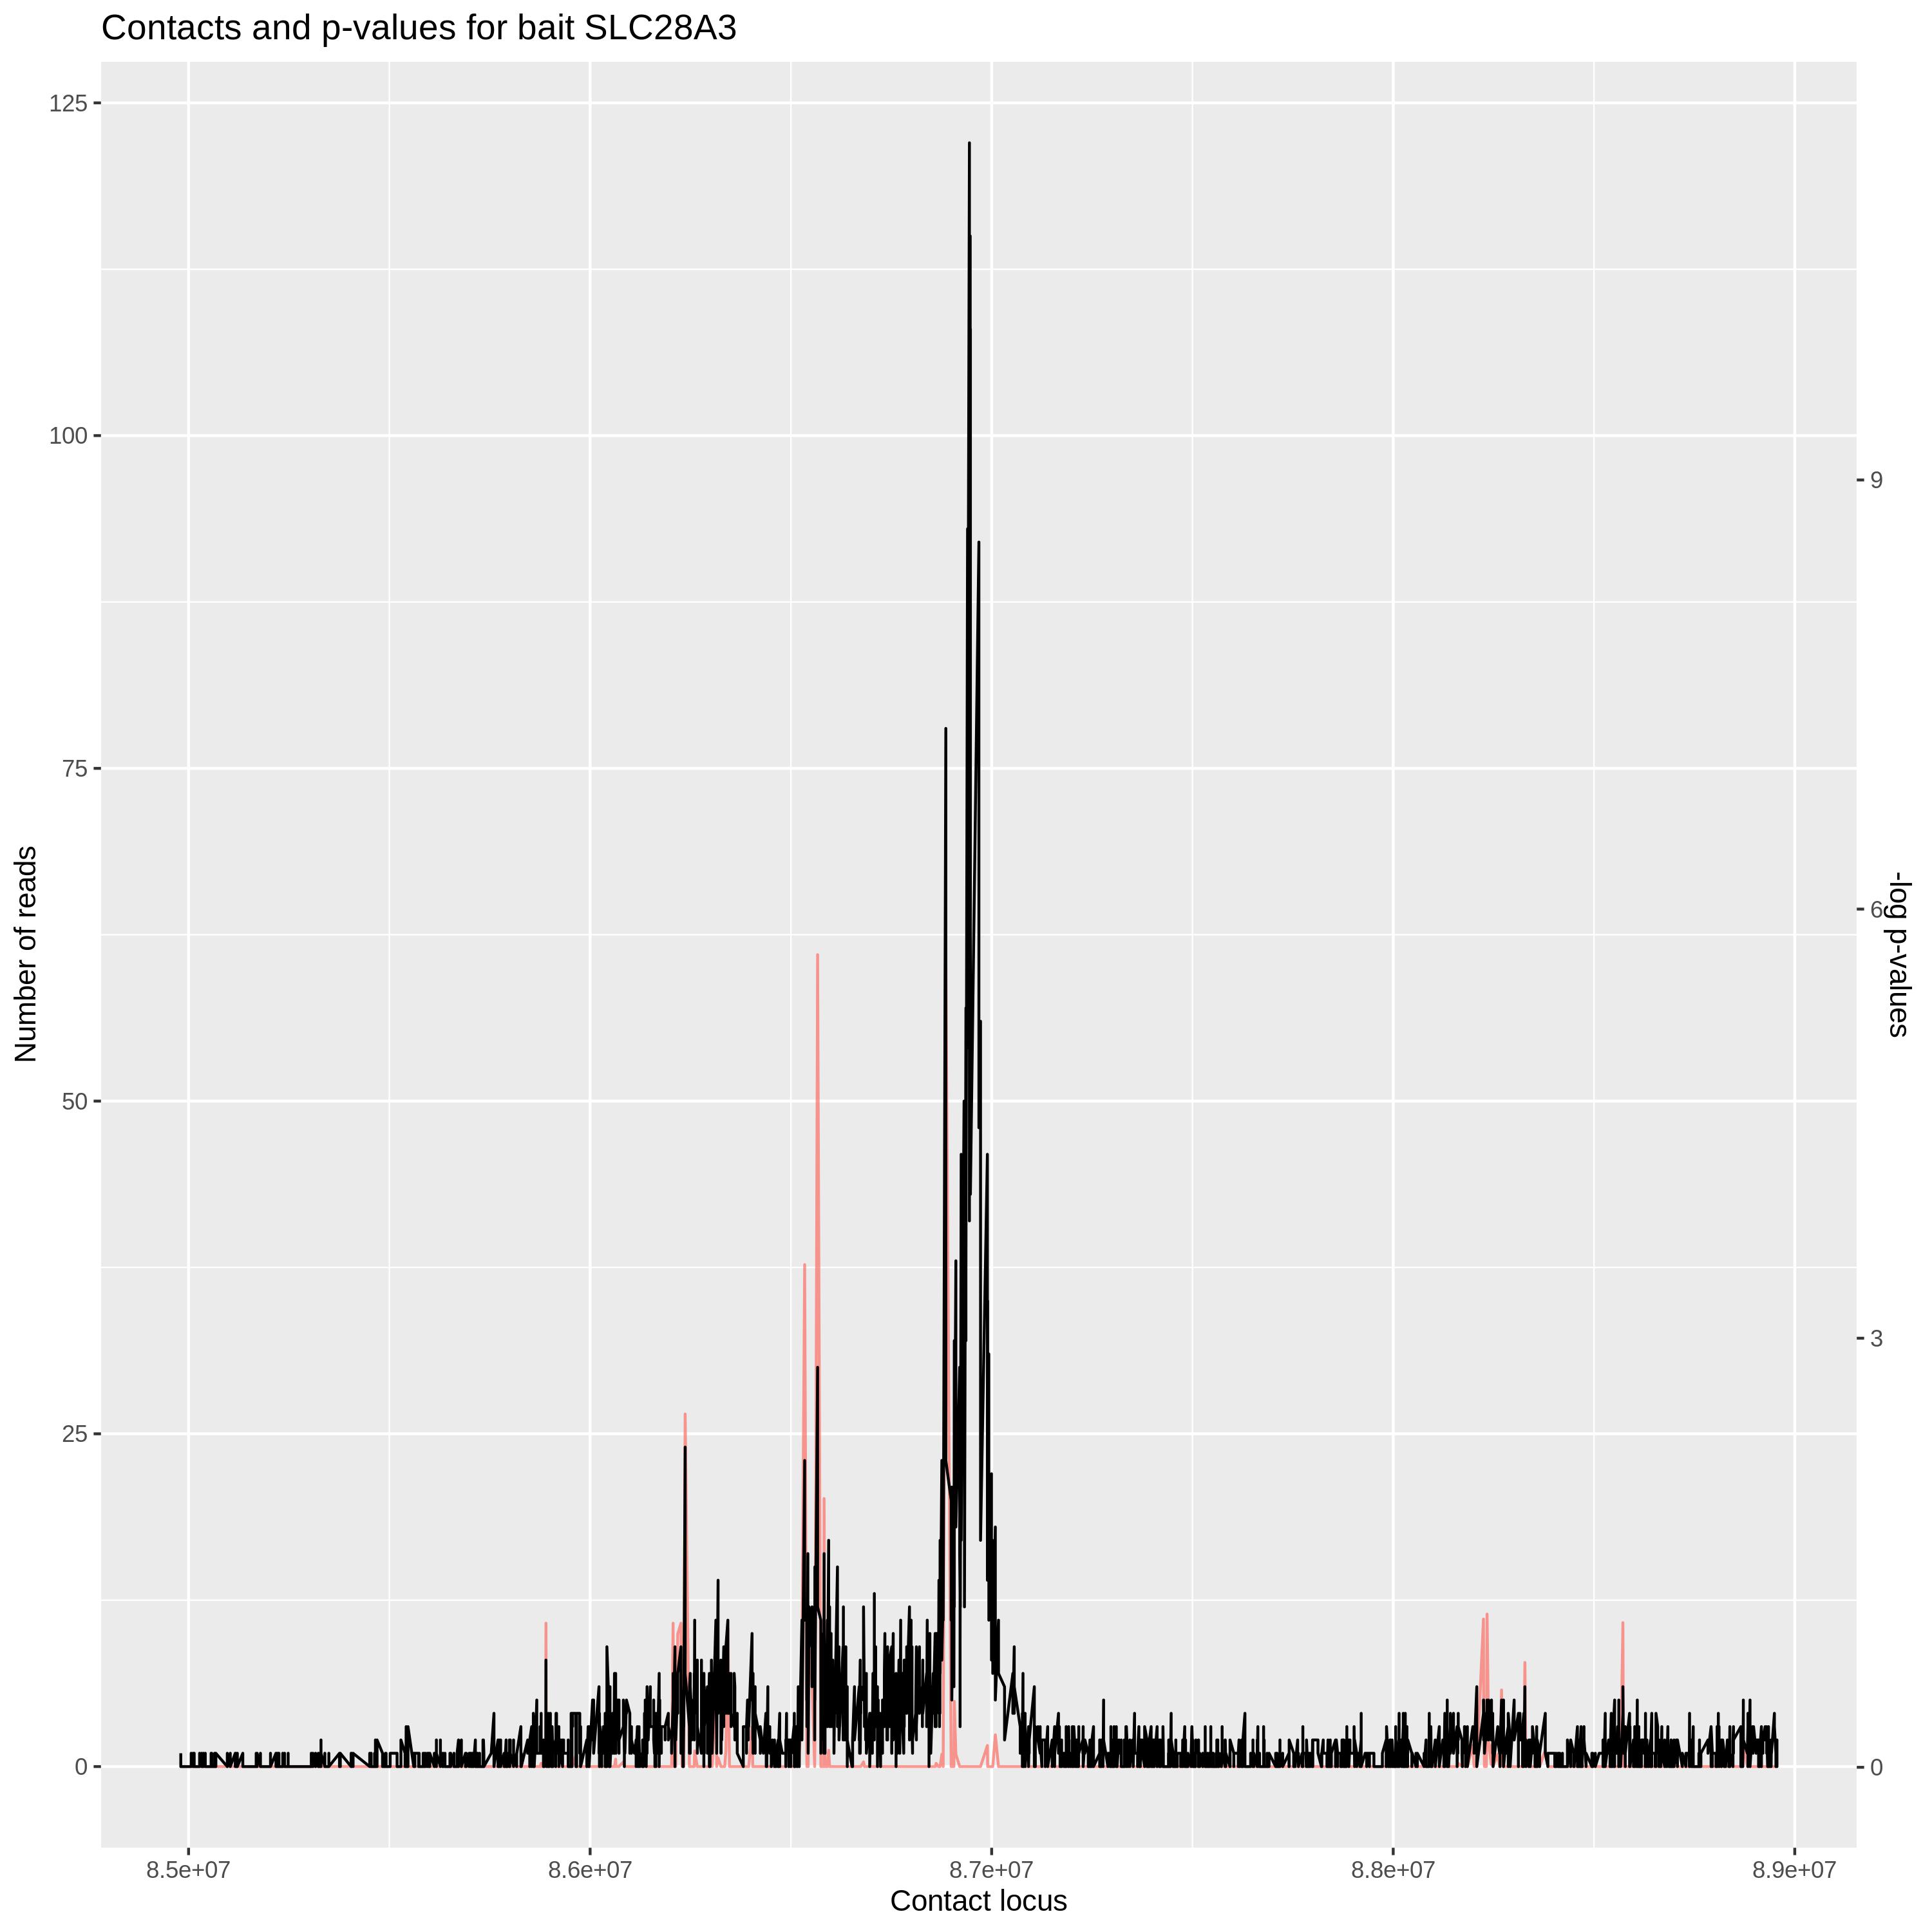 Contacts and p-values for bait SLC28A3
125
100
75
50
25
0
Number of reads
9
6
3
0
-log p-values
8.5e+07 8.6e+07 8.7e+07 8.8e+07 8.9e+07
Contact locus